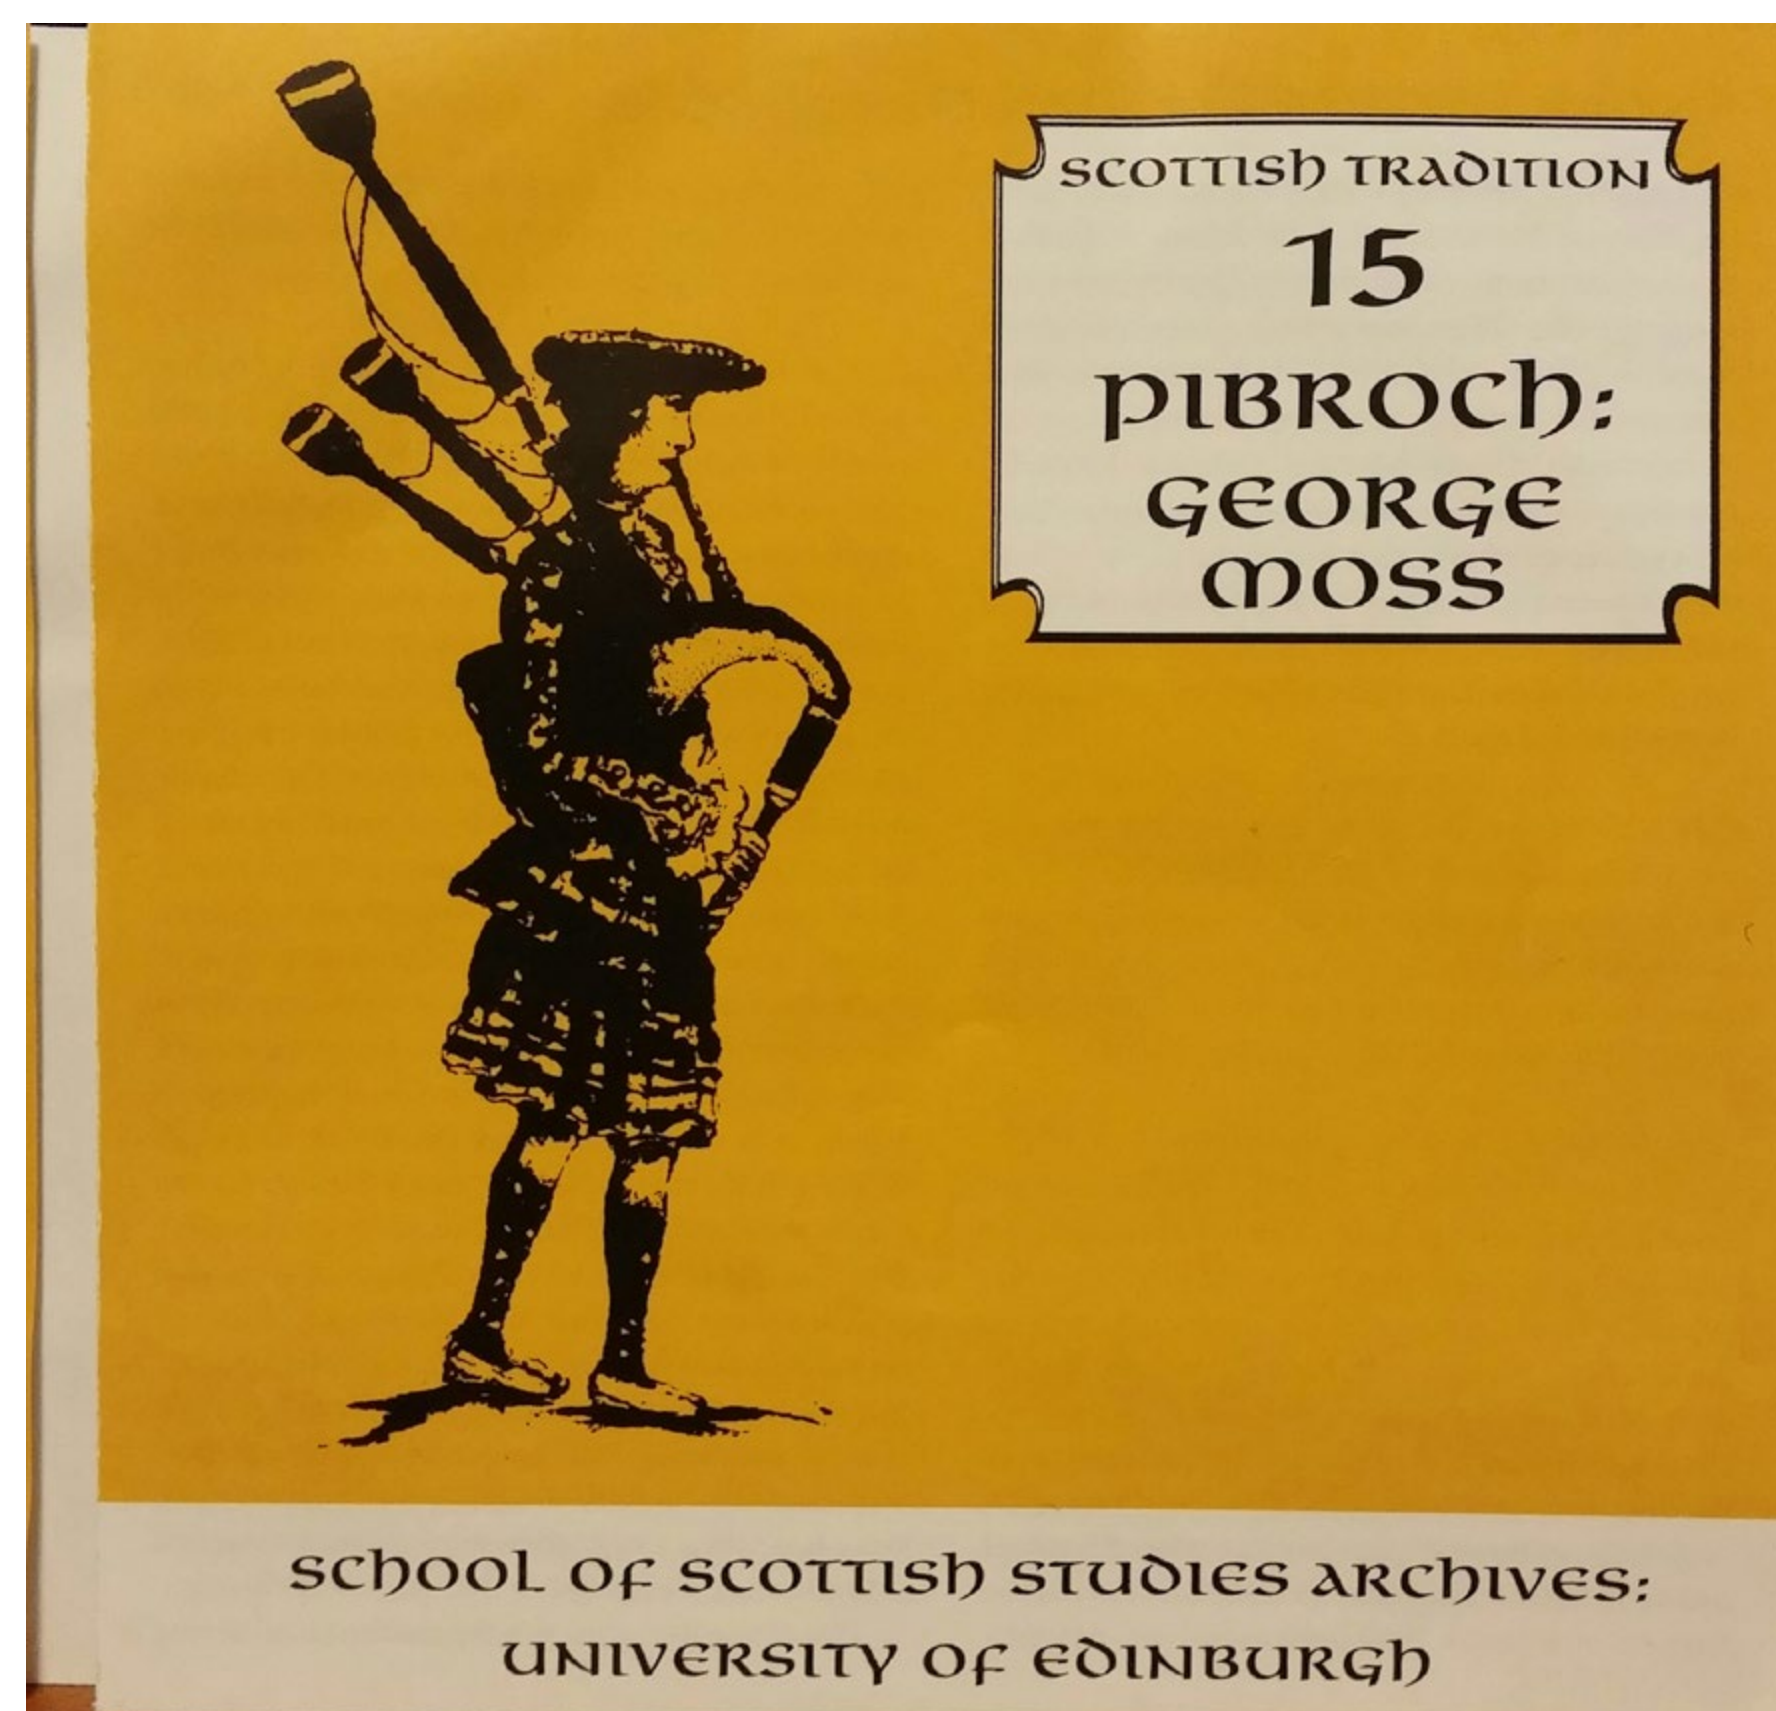 SCOTTISH TRADITION
15
PIBROCH:
GEORGE
MOSS
SCHOOL OF SCOTTISH STUDIES ARCHIVES:
UNIVERSITY OF EDINBURGH